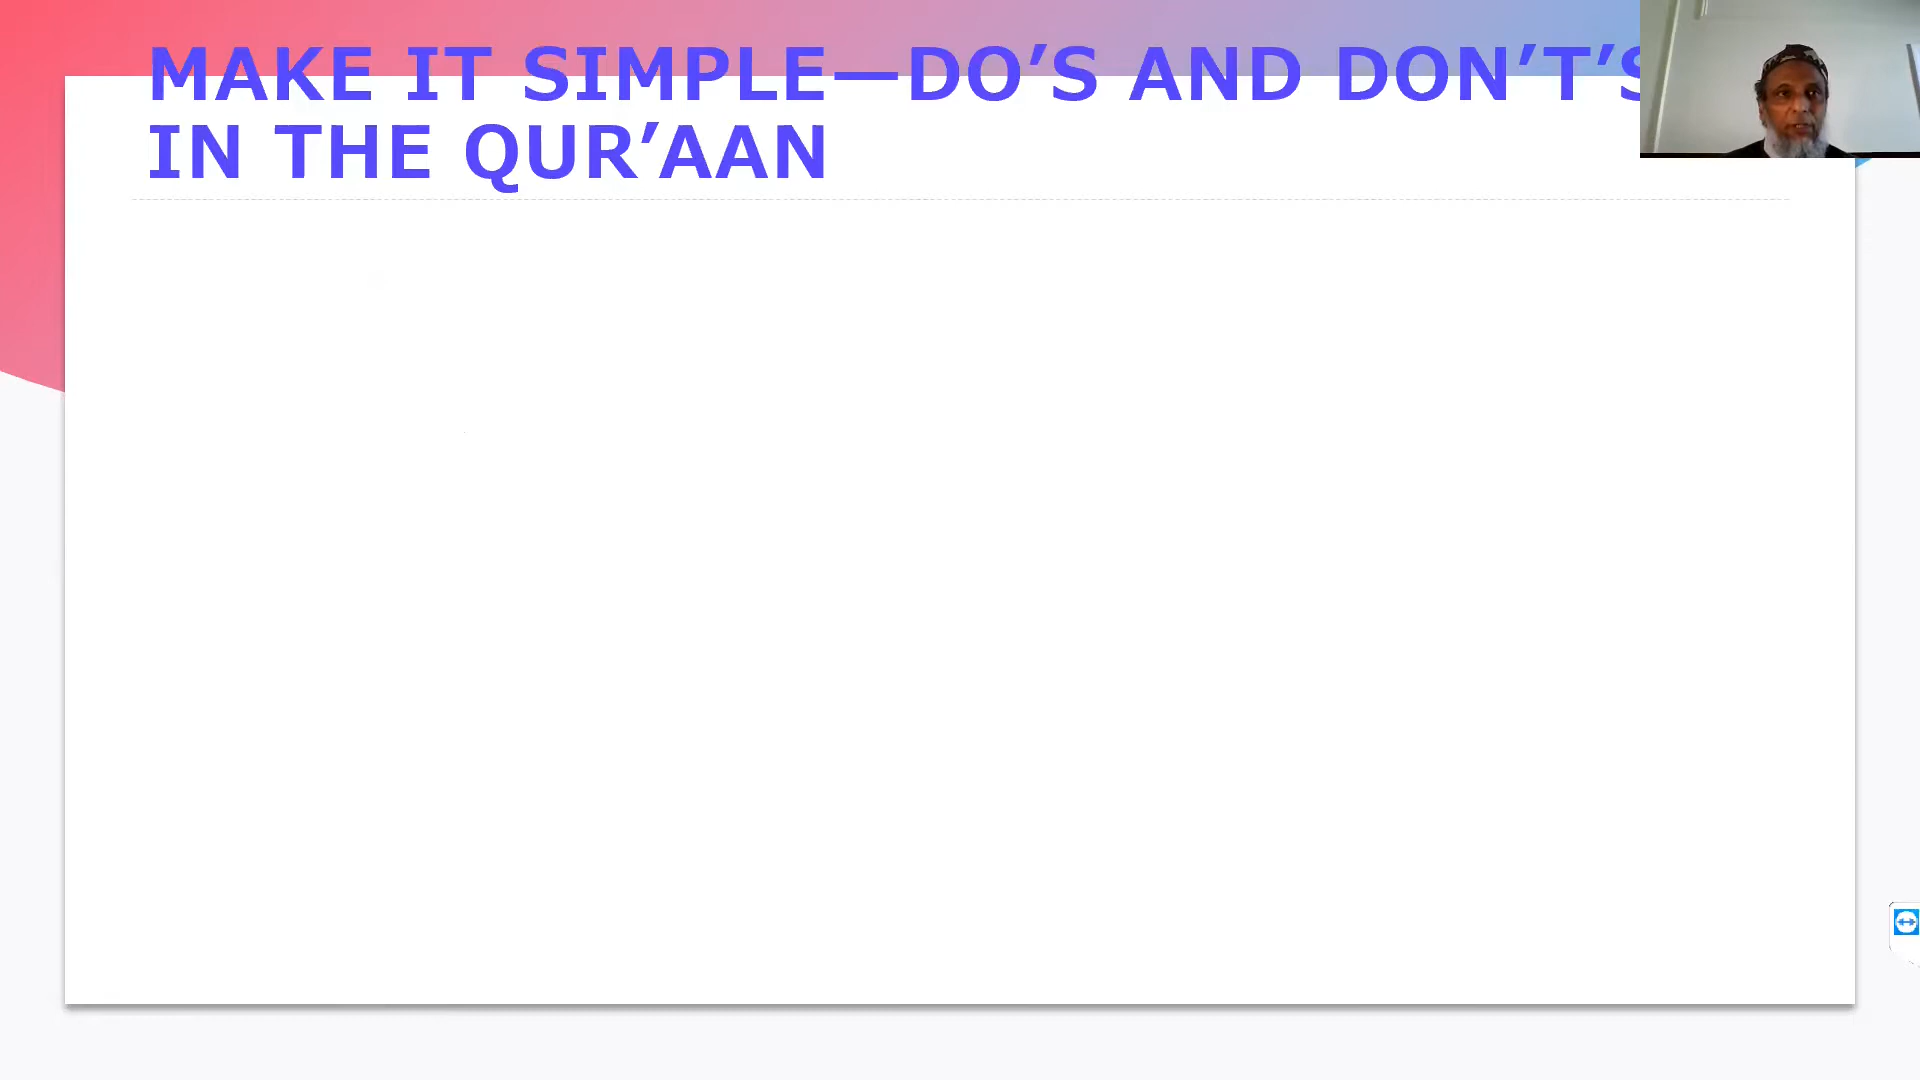 MAKE IT SIMPLE—DO’S AND DON’T’S
IN THE QUR’AAN